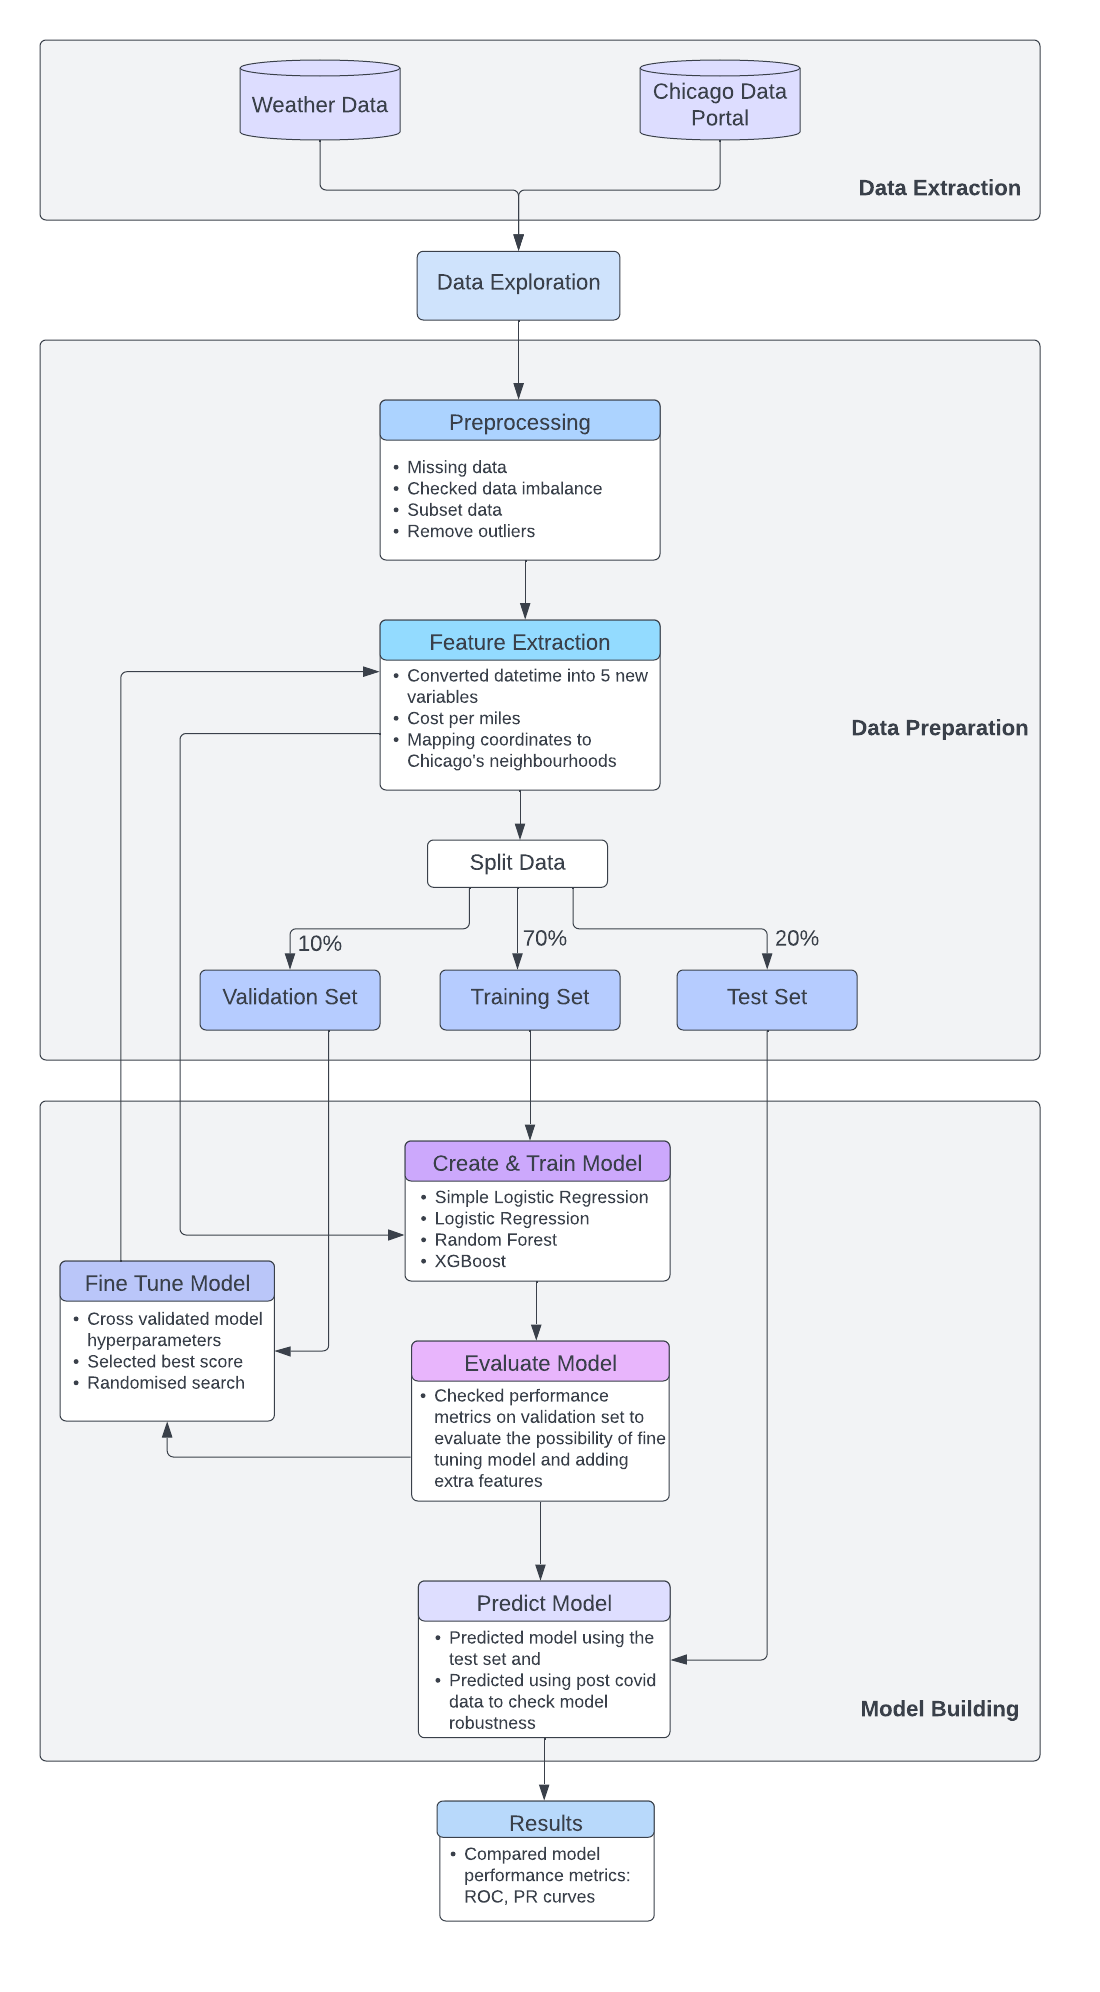 Weather Data
Chicago Data
Portal
Data Extraction
Data Exploration
Preprocessing
• Missing data
• Checked data imbalance
• Subset data
• Remove outliers
Feature Extraction
• Converted datetime into 5 new
variables
• Cost per miles
• Mapping coordinates to
Chicago's neighbourhoods
Data Preparation
Split Data
10%
70%
20%
Validation Set
Training Set
Test Set
Create & Train Model
• Simple Logistic Regression
• Logistic Regression
• Random Forest
• XGBoost
Fine Tune Model
• Cross validated model
hyperparameters
• Selected best score
• Randomised search
Evaluate Model
• Checked performance
metrics on validation set to
evaluate the possibility of fine
tuning model and adding
extra features
Predict Model
• Predicted model using the
test set and
• Predicted using post covid
data to check model
robustness
Model Building
Results
• Compared model
performance metrics:
ROC, PR curves